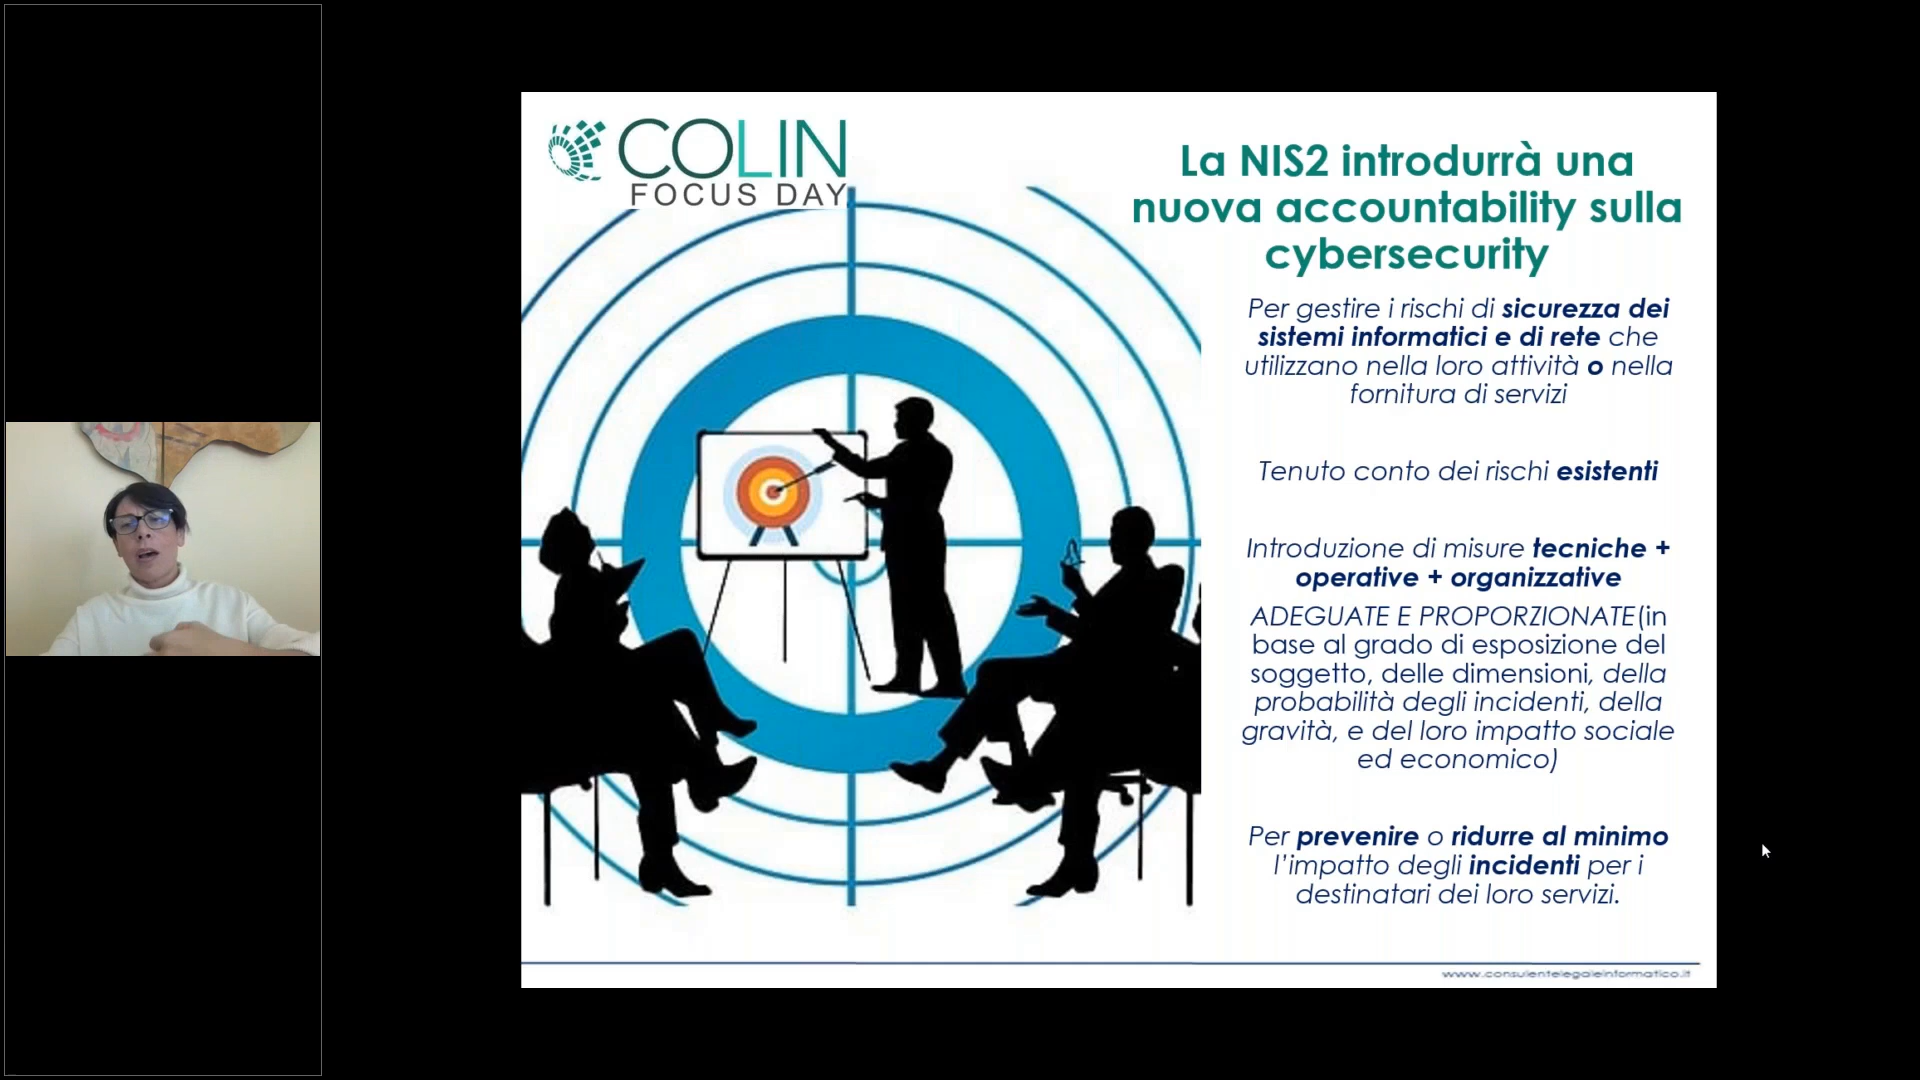 COLIN
FOCUS DAY
La NIS2 introdurrà una
nuova accountability sulla
cybersecurity
Per gestire i rischi di sicurezza dei
sistemi informatici e di rete che
utilizzano nella loro attività o nella
fornitura di servizi
Tenuto conto dei rischi esistenti
Introduzione di misure tecniche +
operative + organizzative
ADEGUATE E PROPORZIONATE(in
base al grado di esposizione del
soggetto, delle dimensioni, della
probabilità degli incidenti, della
gravità, e del loro impatto sociale
ed economico)
Per prevenire o ridurre al minimo
l'impatto degli incidenti per i
destinatari dei loro servizi.
www.consulentelegaleinformatico.it